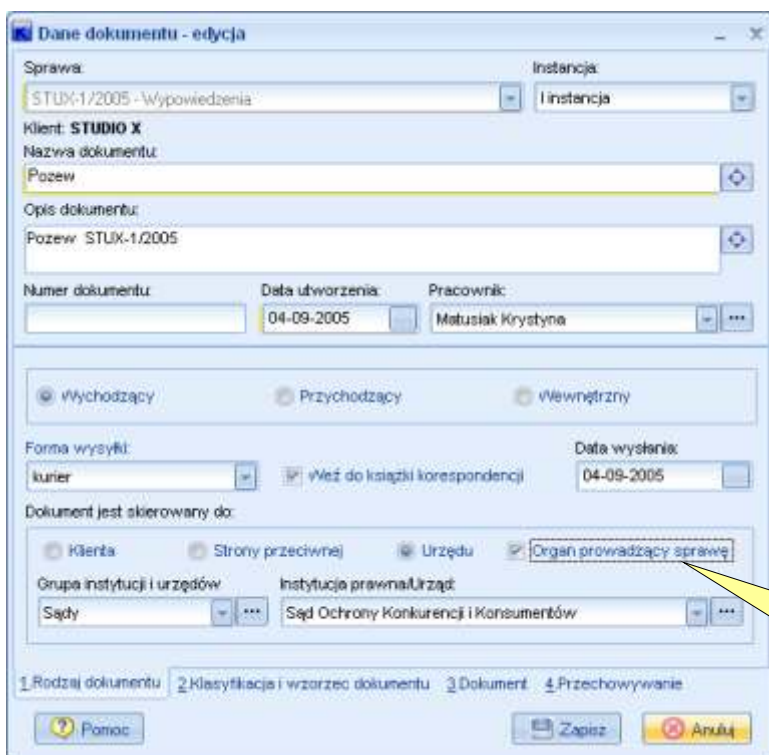 Dane dokumentu - edycja
Sprawa: Instancja:
STUX-1/2005 - Wypowiedzenia I instancja
Klient: STUDIO X
Nazwa dokumentu:
Pozew
Opis dokumentu:
Pozew STUX-1/2005
Numer dokumentu: Data utworzenia: Pracownik:
04-09-2005 Matusiak Krystyna
Wychodzący Przychodzący Wewnętrzny
Forma wysyłki: Data wysłania:
kurier Weź do książki korespondencji 04-09-2005
Dokument jest skierowany do:
Klienta Strony przeciwnej Urzędu Organ prowadzący sprawę
Grupa instytucji i urzędów Instytucja prawna/Urząd:
Sądy Sąd Ochrony Konkurencji i Konsumentów
1.Rodzaj dokumentu 2.Klasyfikacja i wzorzec dokumentu 3.Dokument 4.Przechowywanie
Pomoc Zapisz Anuluj